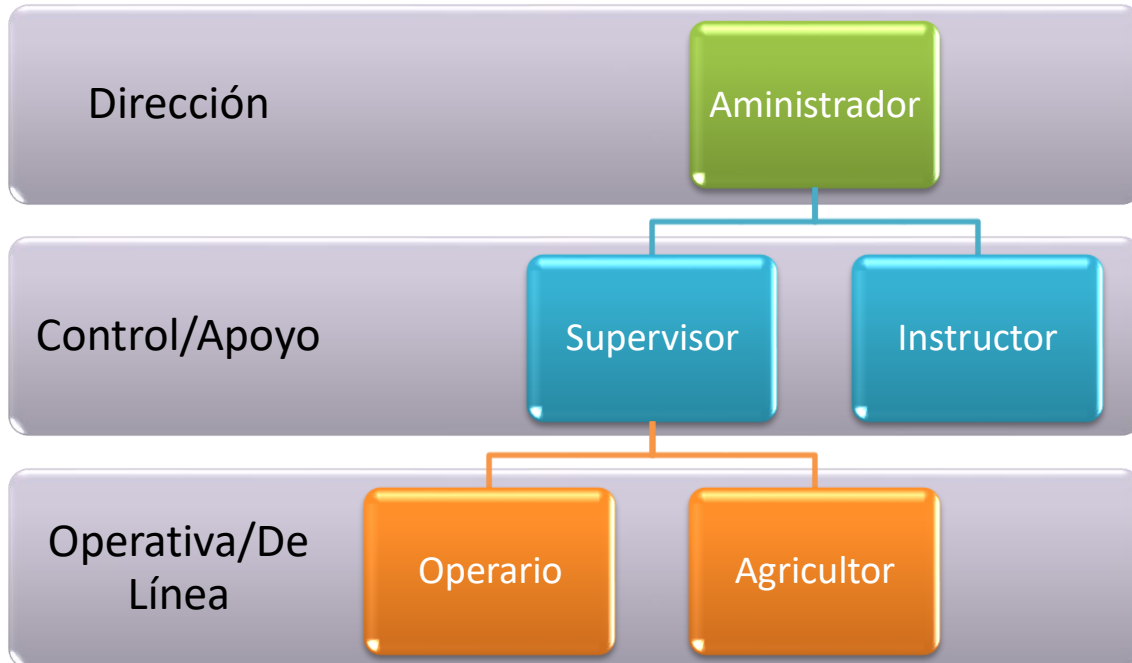 Dirección
Aministrador
Control/Apoyo
Supervisor
Instructor
Operativa/De
Línea
Operario
Agricultor